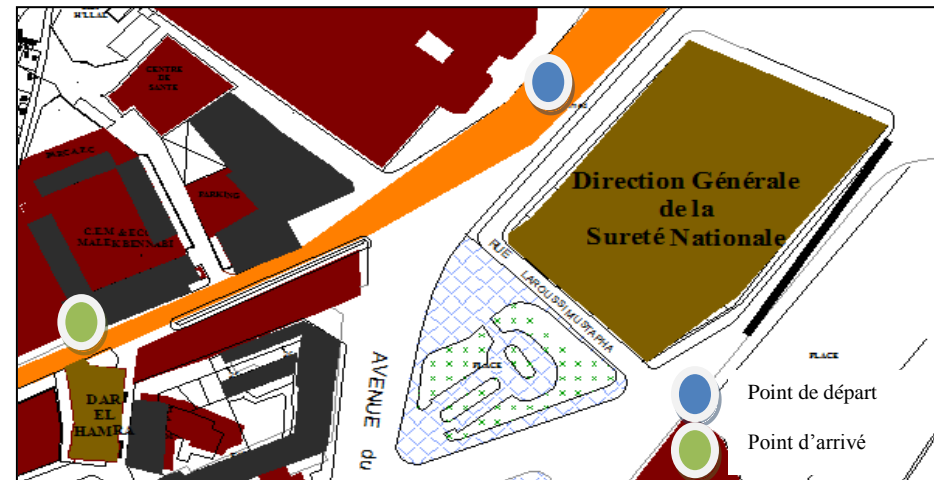 HLLAL
CENTRE
DE
SANTE
PARKING
MALEK BENNABI
DAR
EL
HAMRA
AVENUE du
RUE LAROUSSI MUSTAPHA
PLACE
Direction Générale
de la
Sureté Nationale
PLACE
Point de départ
Point d’arrivé